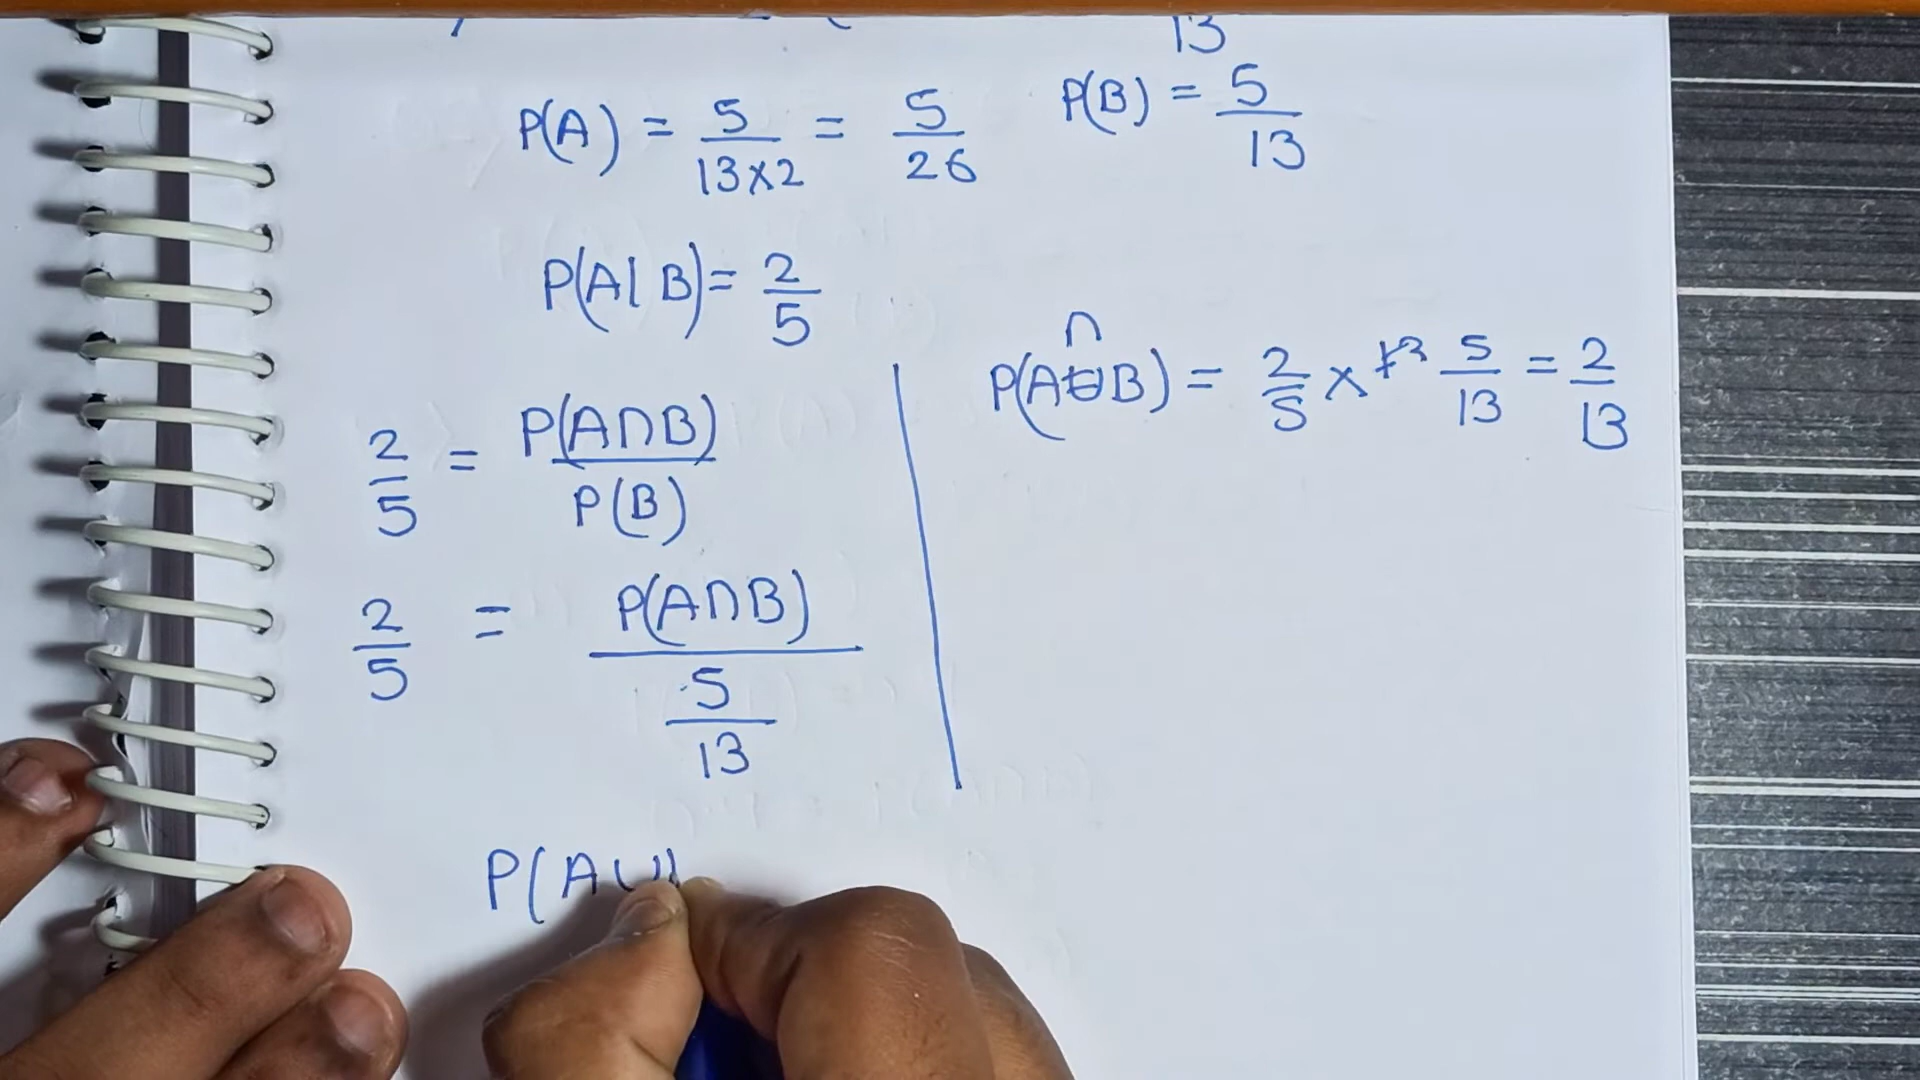 13
P(A) = 5/13×2 = 5/26
P(B) = 5/13
P(A|B) = 2/5
2/5 = P(A∩B)/P(B)
2/5 = P(A∩B)/(5/13)
∩
P(A∪B) = 2/5 × 5/13 = 2/13
P(A∪